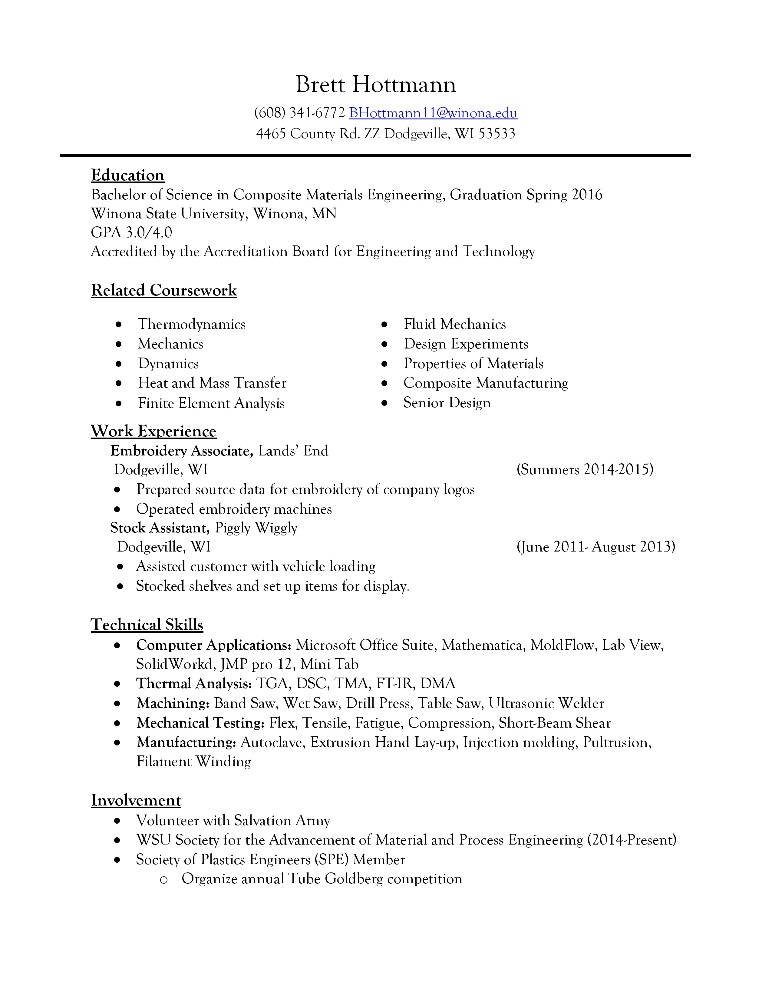 Brett Hottmann
(608) 341-6772 BHottmann11@winona.edu
4465 County Rd. ZZ Dodgeville, WI 53533
Education
Bachelor of Science in Composite Materials Engineering, Graduation Spring 2016
Winona State University, Winona, MN
GPA 3.0/4.0
Accredited by the Accreditation Board for Engineering and Technology
Related Coursework
• Thermodynamics
• Mechanics
• Dynamics
• Heat and Mass Transfer
• Finite Element Analysis
• Fluid Mechanics
• Design Experiments
• Properties of Materials
• Composite Manufacturing
• Senior Design
Work Experience
Embroidery Associate, Lands' End
Dodgeville, WI (Summers 2014-2015)
• Prepared source data for embroidery of company logos
• Operated embroidery machines
Stock Assistant, Piggly Wiggly
Dodgeville, WI (June 2011- August 2013)
• Assisted customer with vehicle loading
• Stocked shelves and set up items for display.
Technical Skills
• Computer Applications: Microsoft Office Suite, Mathematica, MoldFlow, Lab View,
SolidWorkd, JMP pro 12, Mini Tab
• Thermal Analysis: TGA, DSC, TMA, FT-IR, DMA
• Machining: Band Saw, Wet Saw, Drill Press, Table Saw, Ultrasonic Welder
• Mechanical Testing: Flex, Tensile, Fatigue, Compression, Short-Beam Shear
• Manufacturing: Autoclave, Extrusion Hand Lay-up, Injection molding, Pultrusion,
Filament Winding
Involvement
• Volunteer with Salvation Army
• WSU Society for the Advancement of Material and Process Engineering (2014-Present)
• Society of Plastics Engineers (SPE) Member
o Organize annual Tube Goldberg competition